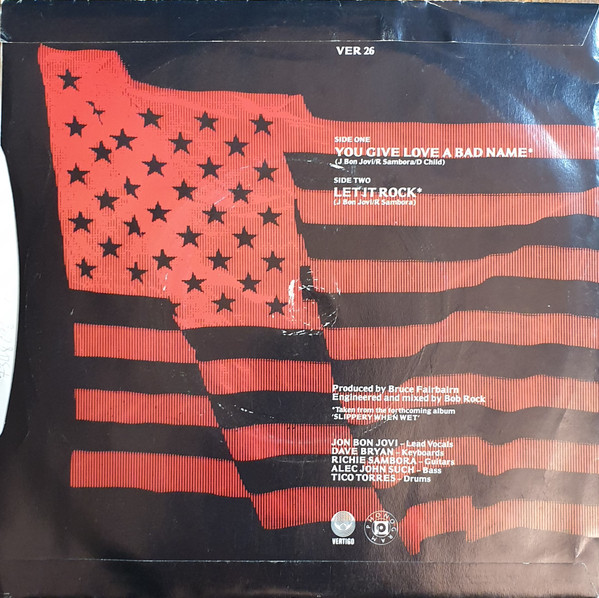 VER 26
SIDE ONE
YOU GIVE LOVE A BAD NAME*
(J Bon Jovi/R Sambora/D Child)
SIDE TWO
LET IT ROCK*
(J Bon Jovi/R Sambora)
Produced by Bruce Fairbairn
Engineered and mixed by Bob Rock
*Taken from the forthcoming album
'SLIPPERY WHEN WET'
JON BON JOVI – Lead Vocals
DAVE BRYAN – Keyboards
RICHIE SAMBORA – Guitars
ALEC JOHN SUCH – Bass
TICO TORRES – Drums
VERTIGO
PHONOGRAM